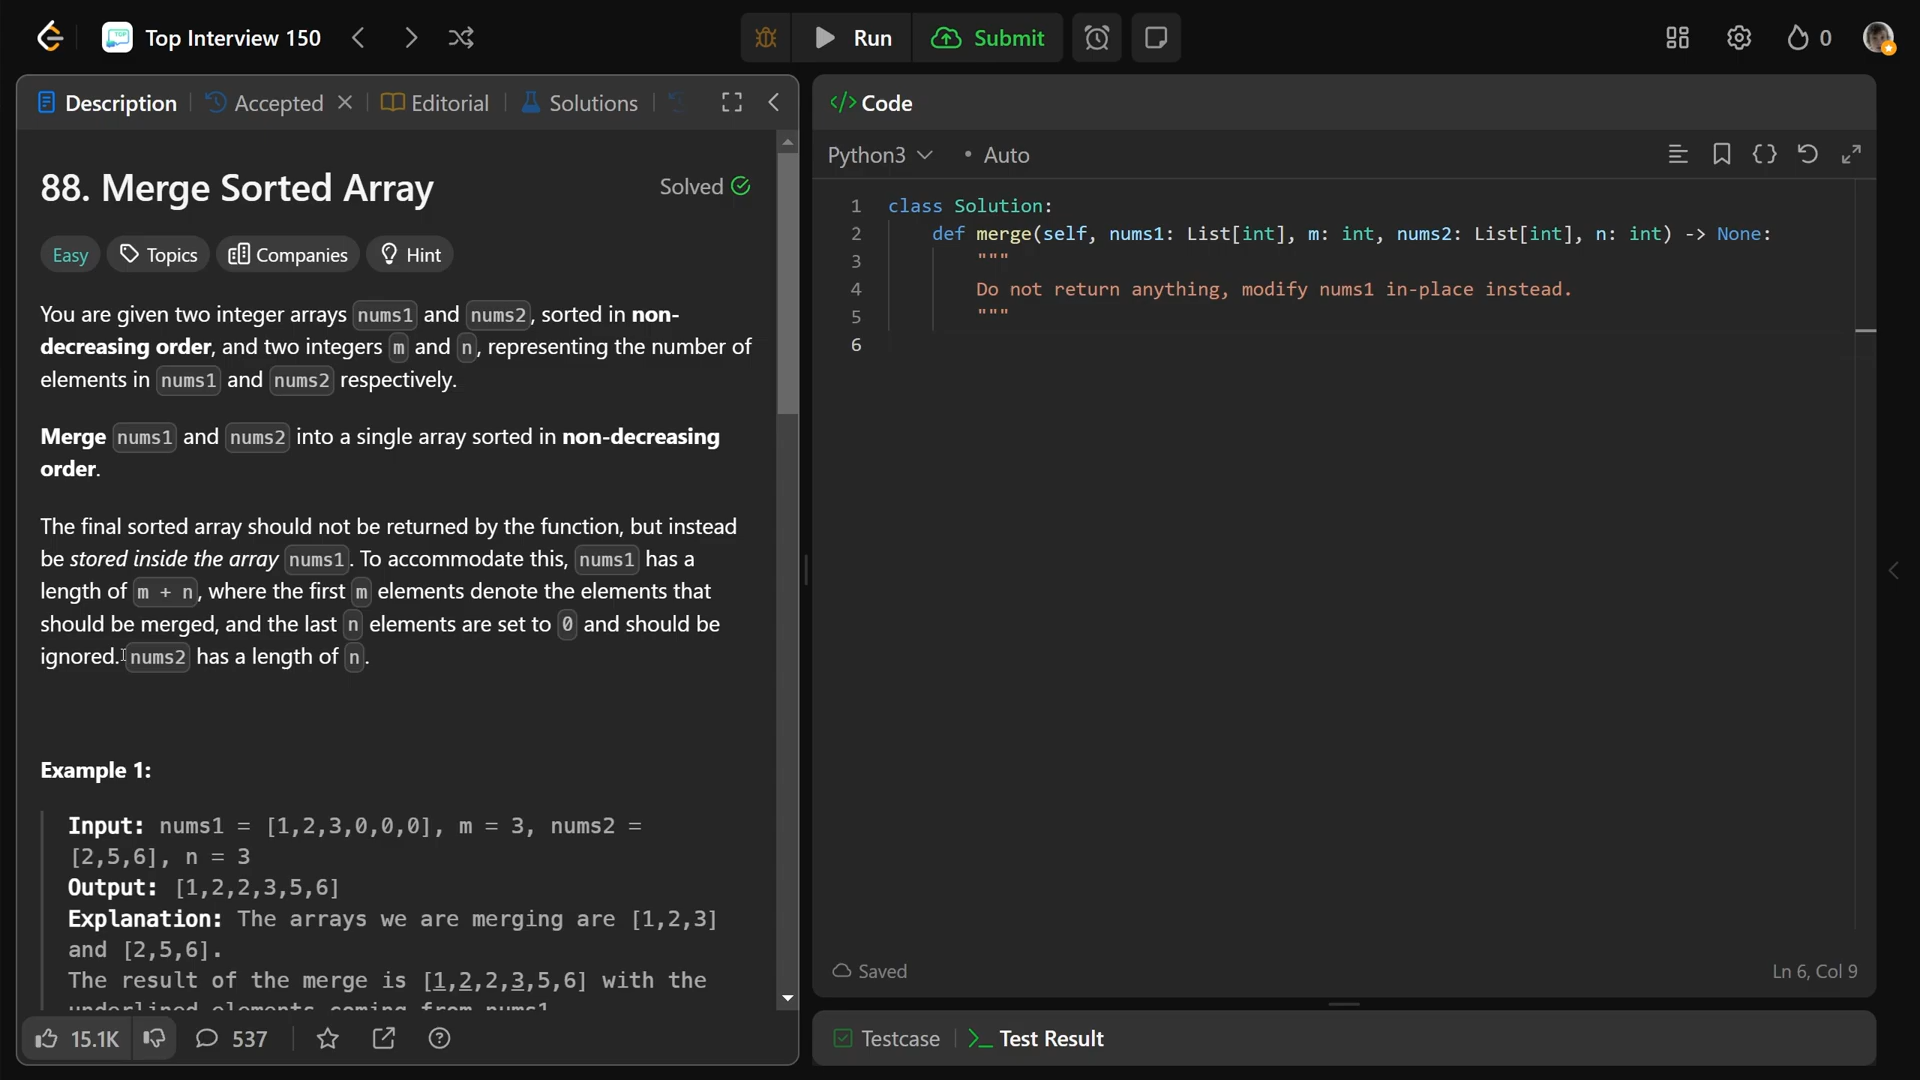 Top Interview 150
Run
Submit
0
Description
Accepted
Editorial
Solutions
</> Code
Python3
• Auto
88. Merge Sorted Array
Solved
Easy
Topics
Companies
Hint
You are given two integer arrays nums1 and nums2, sorted in non-
decreasing order, and two integers m and n, representing the number of
elements in nums1 and nums2 respectively.
Merge nums1 and nums2 into a single array sorted in non-decreasing
order.
The final sorted array should not be returned by the function, but instead
be stored inside the array nums1. To accommodate this, nums1 has a
length of m + n, where the first m elements denote the elements that
should be merged, and the last n elements are set to 0 and should be
ignored. nums2 has a length of n.
Example 1:
Input: nums1 = [1,2,3,0,0,0], m = 3, nums2 =
[2,5,6], n = 3
Output: [1,2,2,3,5,6]
Explanation: The arrays we are merging are [1,2,3]
and [2,5,6].
The result of the merge is [1,2,2,3,5,6] with the
underlined elements coming from nums1
15.1K
537
1 class Solution:
2 def merge(self, nums1: List[int], m: int, nums2: List[int], n: int) -> None:
3 """
4 Do not return anything, modify nums1 in-place instead.
5 """
6
Saved
Ln 6, Col 9
Testcase
Test Result